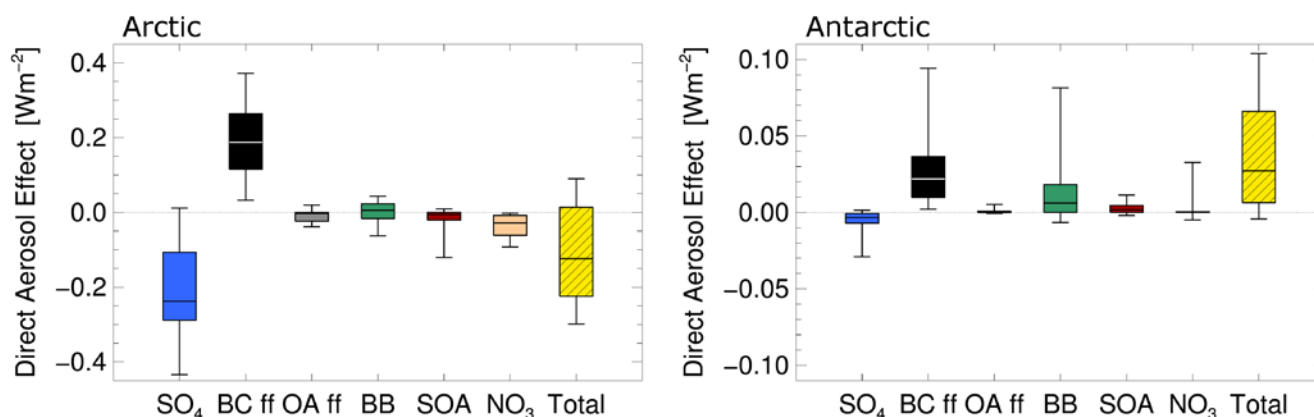 Arctic
Direct Aerosol Effect [Wm⁻²]
0.4
0.2
0.0
−0.2
−0.4
SO₄ BC ff OA ff BB SOA NO₃ Total
Antarctic
Direct Aerosol Effect [Wm⁻²]
0.10
0.05
0.00
−0.05
−0.10
SO₄ BC ff OA ff BB SOA NO₃ Total